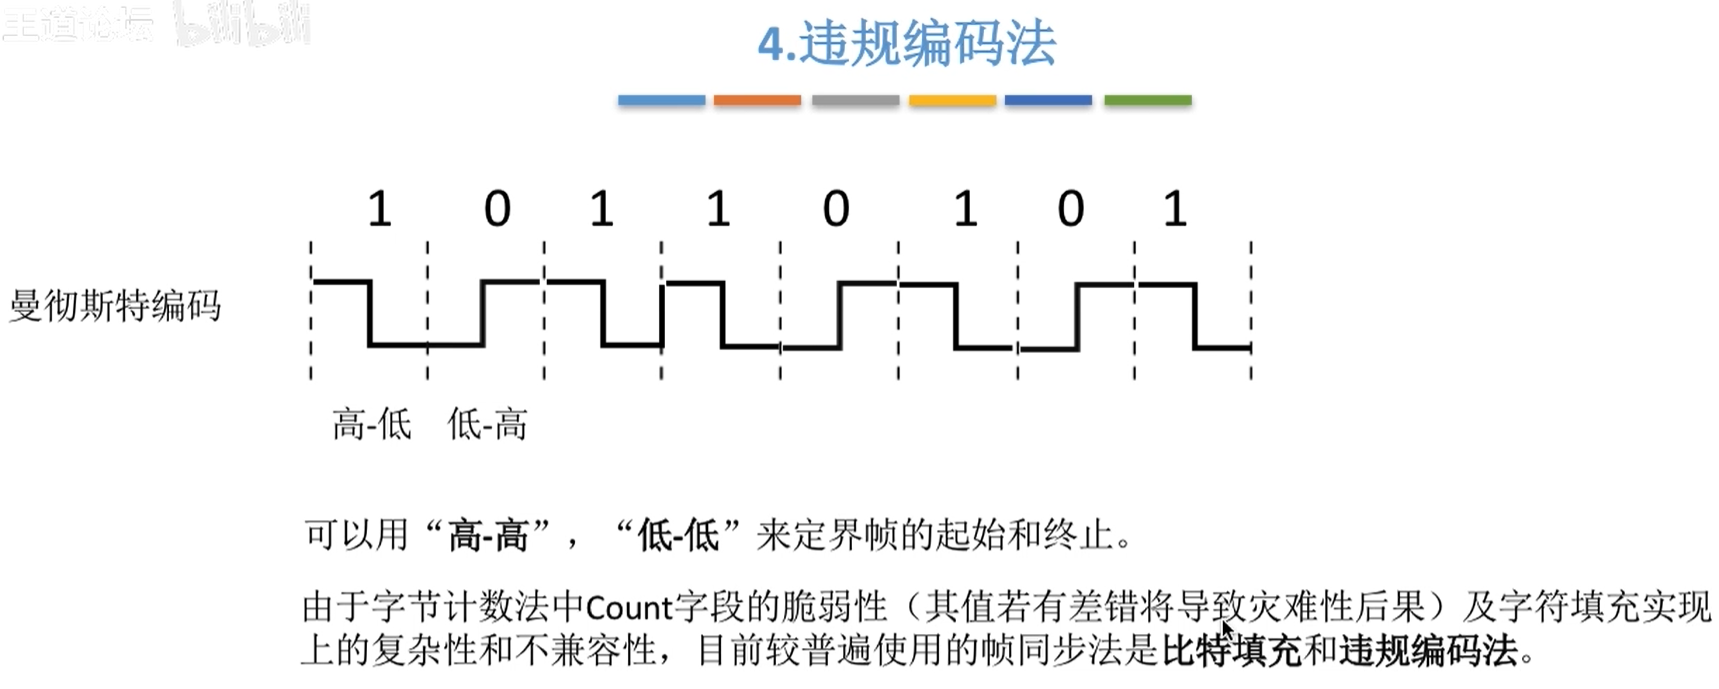 王道论坛 bilibili
4.违规编码法
1 0 1 1 0 1 0 1
曼彻斯特编码
高-低 低-高
可以用“高-高”，“低-低”来定界帧的起始和终止。
由于字节计数法中Count字段的脆弱性（其值若有差错将导致灾难性后果）及字符填充实现
上的复杂性和不兼容性，目前较普遍使用的帧同步法是比特填充和违规编码法。